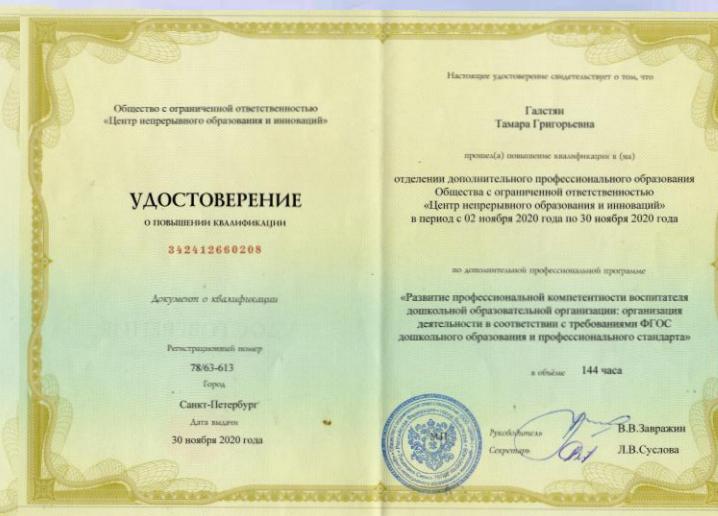 Общество с ограниченной ответственностью
«Центр непрерывного образования и инноваций»
УДОСТОВЕРЕНИЕ
О ПОВЫШЕНИИ КВАЛИФИКАЦИИ
342412660208
Документ о квалификации
Регистрационный номер
78/63-613
Город
Санкт-Петербург
Дата выдачи
30 ноября 2020 года
Настоящее удостоверение свидетельствует о том, что
Галстян
Тамара Григорьевна
прошел(а) повышение квалификации в (на)
отделении дополнительного профессионального образования
Общества с ограниченной ответственностью
«Центр непрерывного образования и инноваций»
в период с 02 ноября 2020 года по 30 ноября 2020 года
по дополнительной профессиональной программе
«Развитие профессиональной компетентности воспитателя
дошкольной образовательной организации: организация
деятельности в соответствии с требованиями ФГОС
дошкольного образования и профессионального стандарта»
в объёме 144 часа
МП
Руководитель В.В.Завражин
Секретарь Л.В.Суслова